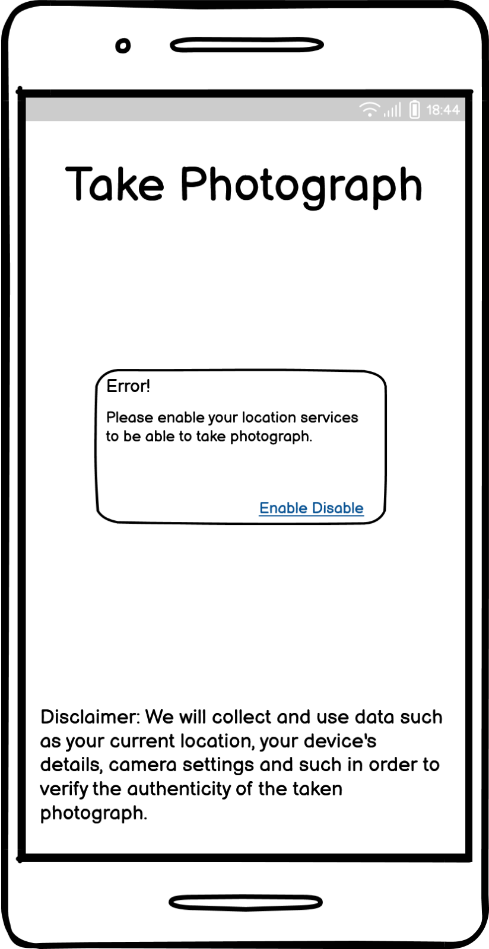 18:44
Take Photograph
Error!
Please enable your location services
to be able to take photograph.
Enable Disable
Disclaimer: We will collect and use data such
as your current location, your device's
details, camera settings and such in order to
verify the authenticity of the taken
photograph.